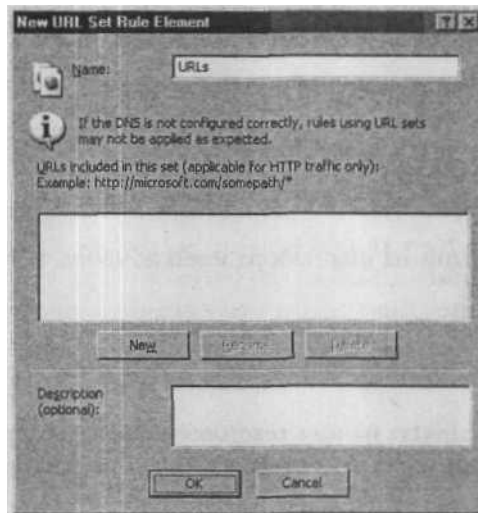 New URL Set Rule Element
Name:
URLs
If the DNS is not configured correctly, rules using URL sets
may not be applied as expected.
URLs included in this set (applicable for HTTP traffic only):
Example: http://microsoft.com/somepath/*
New
Description
(optional):
OK
Cancel